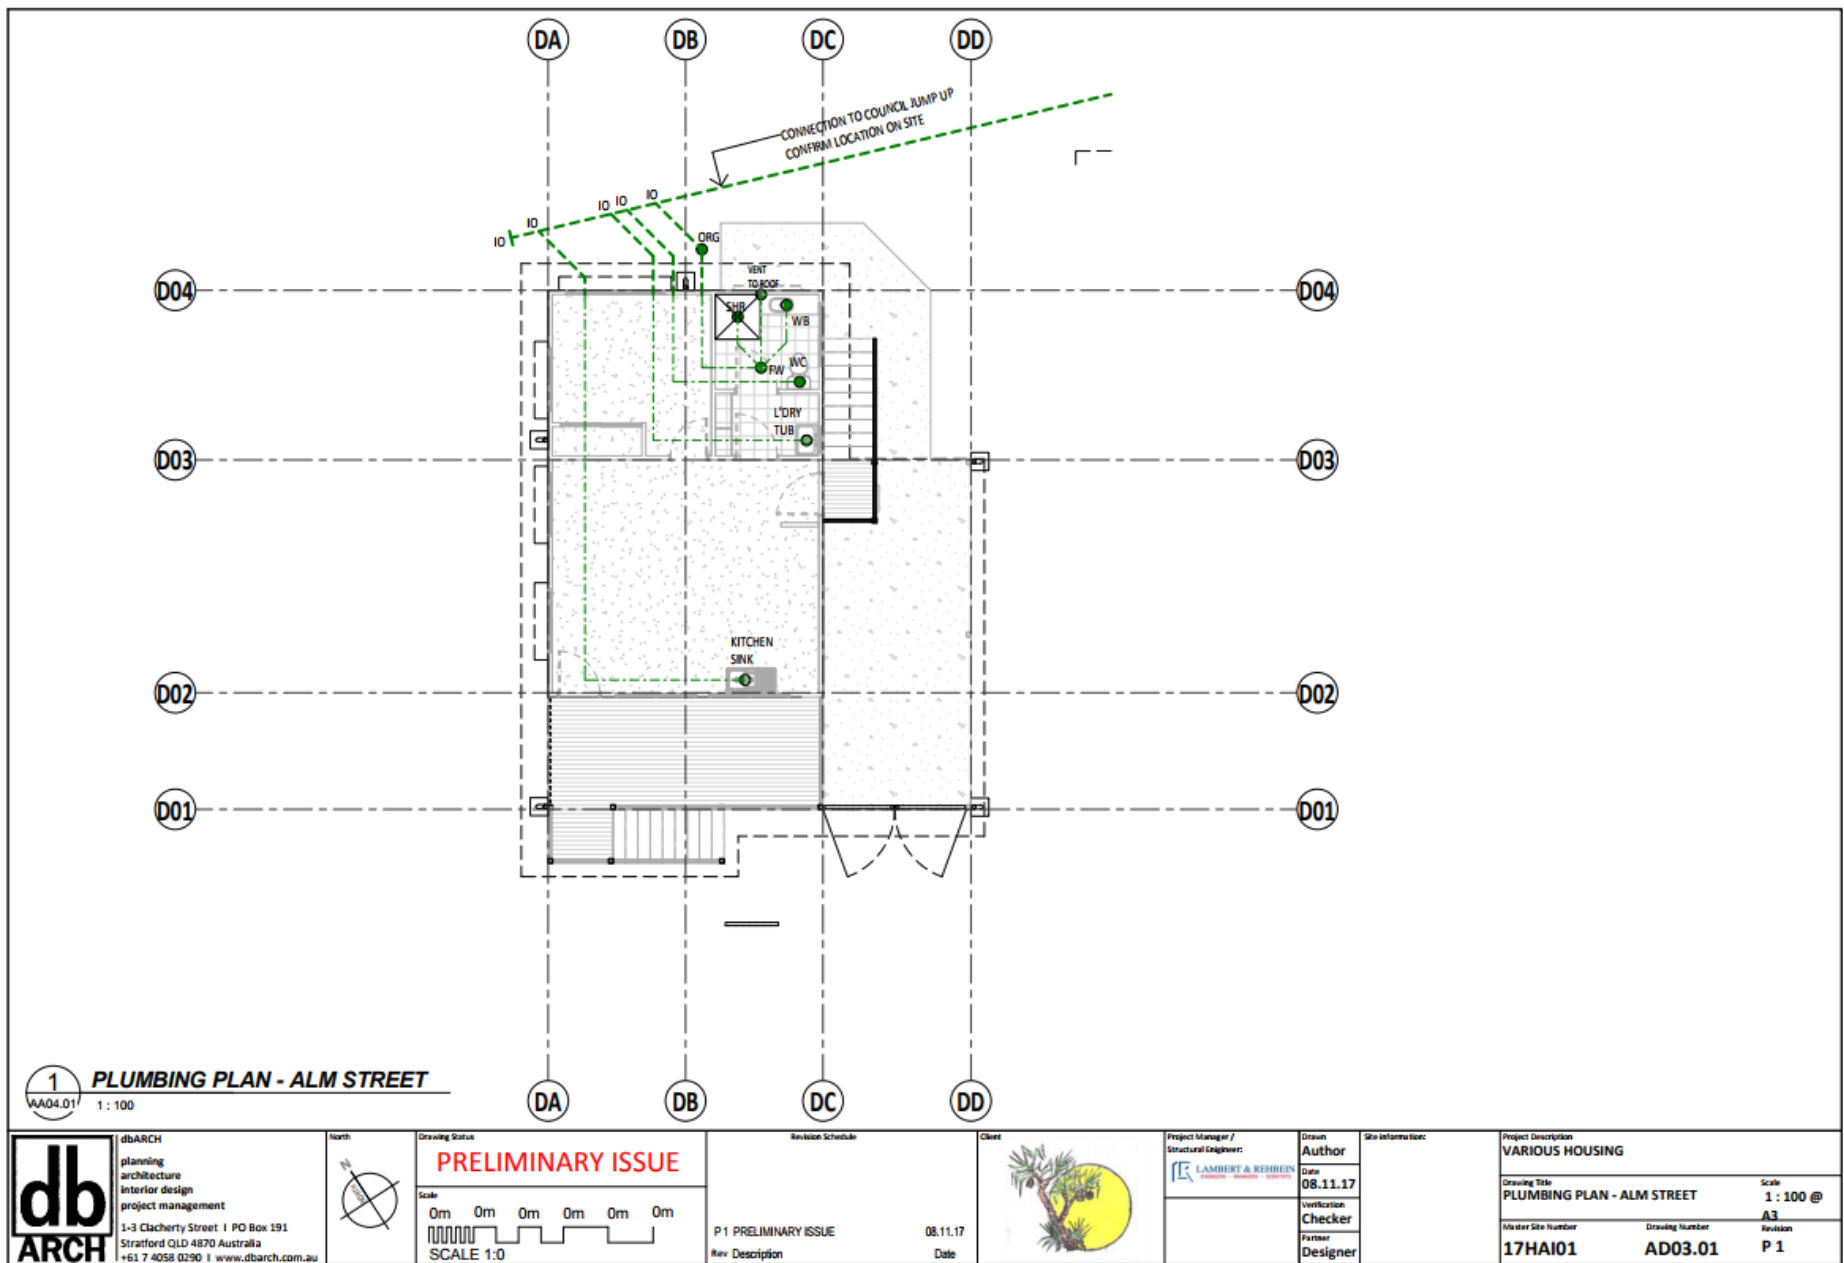 DA DB DC DD
CONNECTION TO COUNCIL JUMP UP
CONFIRM LOCATION ON SITE
IO IO IO IO IO
ORG
D04 D04
VENT
TO ROOF
SHR
WB
WC
FW
L'DRY
TUB
D03 D03
KITCHEN
SINK
D02 D02
D01 D01
DA DB DC DD
1
AA04.01
PLUMBING PLAN - ALM STREET
1 : 100
db
ARCH
dbARCH
planning
architecture
interior design
project management
1-3 Clacherty Street I PO Box 191
Stratford QLD 4870 Australia
+61 7 4058 0290 I www.dbarch.com.au
North
N
Drawing Status
PRELIMINARY ISSUE
Scale
0m 0m 0m 0m 0m 0m
SCALE 1:0
Revision Schedule
P 1 PRELIMINARY ISSUE 08.11.17
Rev Description Date
Client
Project Manager /
Structural Engineer:
LAMBERT & REHBEIN
ENGINEERS - MANAGERS - SCIENTISTS
Drawn
Author
Date
08.11.17
Verification
Checker
Partner
Designer
Site Information:
Project Description
VARIOUS HOUSING
Drawing Title
PLUMBING PLAN - ALM STREET
Scale
1 : 100 @
A3
Master Site Number
17HAI01
Drawing Number
AD03.01
Revision
P 1